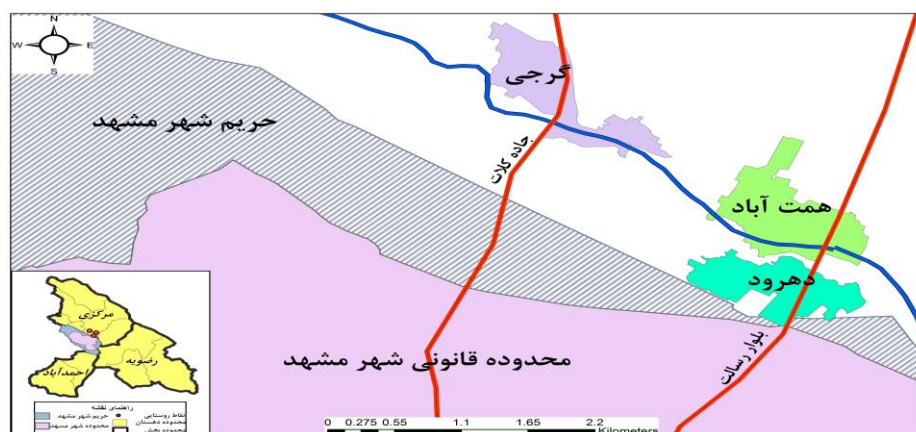 N
W E
S
گرجی
حریم شهر مشهد
جاده کلات
همت آباد
دهرود
محدوده قانونی شهر مشهد
بلوار رسالت
مرکزی
رضویه
احمدآباد
راهنمای نقشه
نقاط روستایی
حریم شهر مشهد
محدوده دهستان
محدوده شهر مشهد
محدوده بخش
0 0.275 0.55 1.1 1.65 2.2
Kilometers